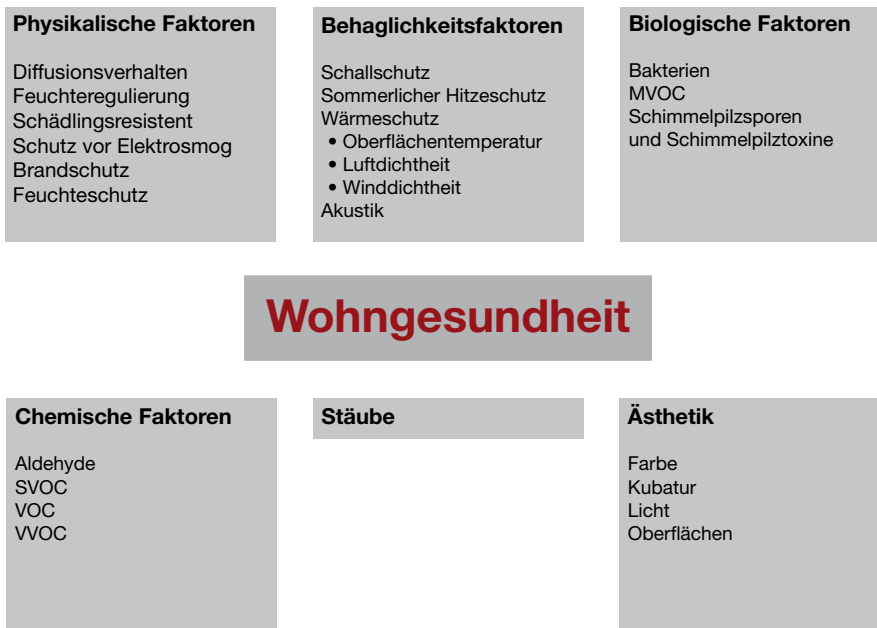 Physikalische Faktoren
Diffusionsverhalten
Feuchteregulierung
Schädlingsresistent
Schutz vor Elektrosmog
Brandschutz
Feuchteschutz
Behaglichkeitsfaktoren
Schallschutz
Sommerlicher Hitzeschutz
Wärmeschutz
• Oberflächentemperatur
• Luftdichtheit
• Winddichtheit
Akustik
Biologische Faktoren
Bakterien
MVOC
Schimmelpilzsporen
und Schimmelpilztoxine
Wohngesundheit
Chemische Faktoren
Aldehyde
SVOC
VOC
VVOC
Stäube
Ästhetik
Farbe
Kubatur
Licht
Oberflächen